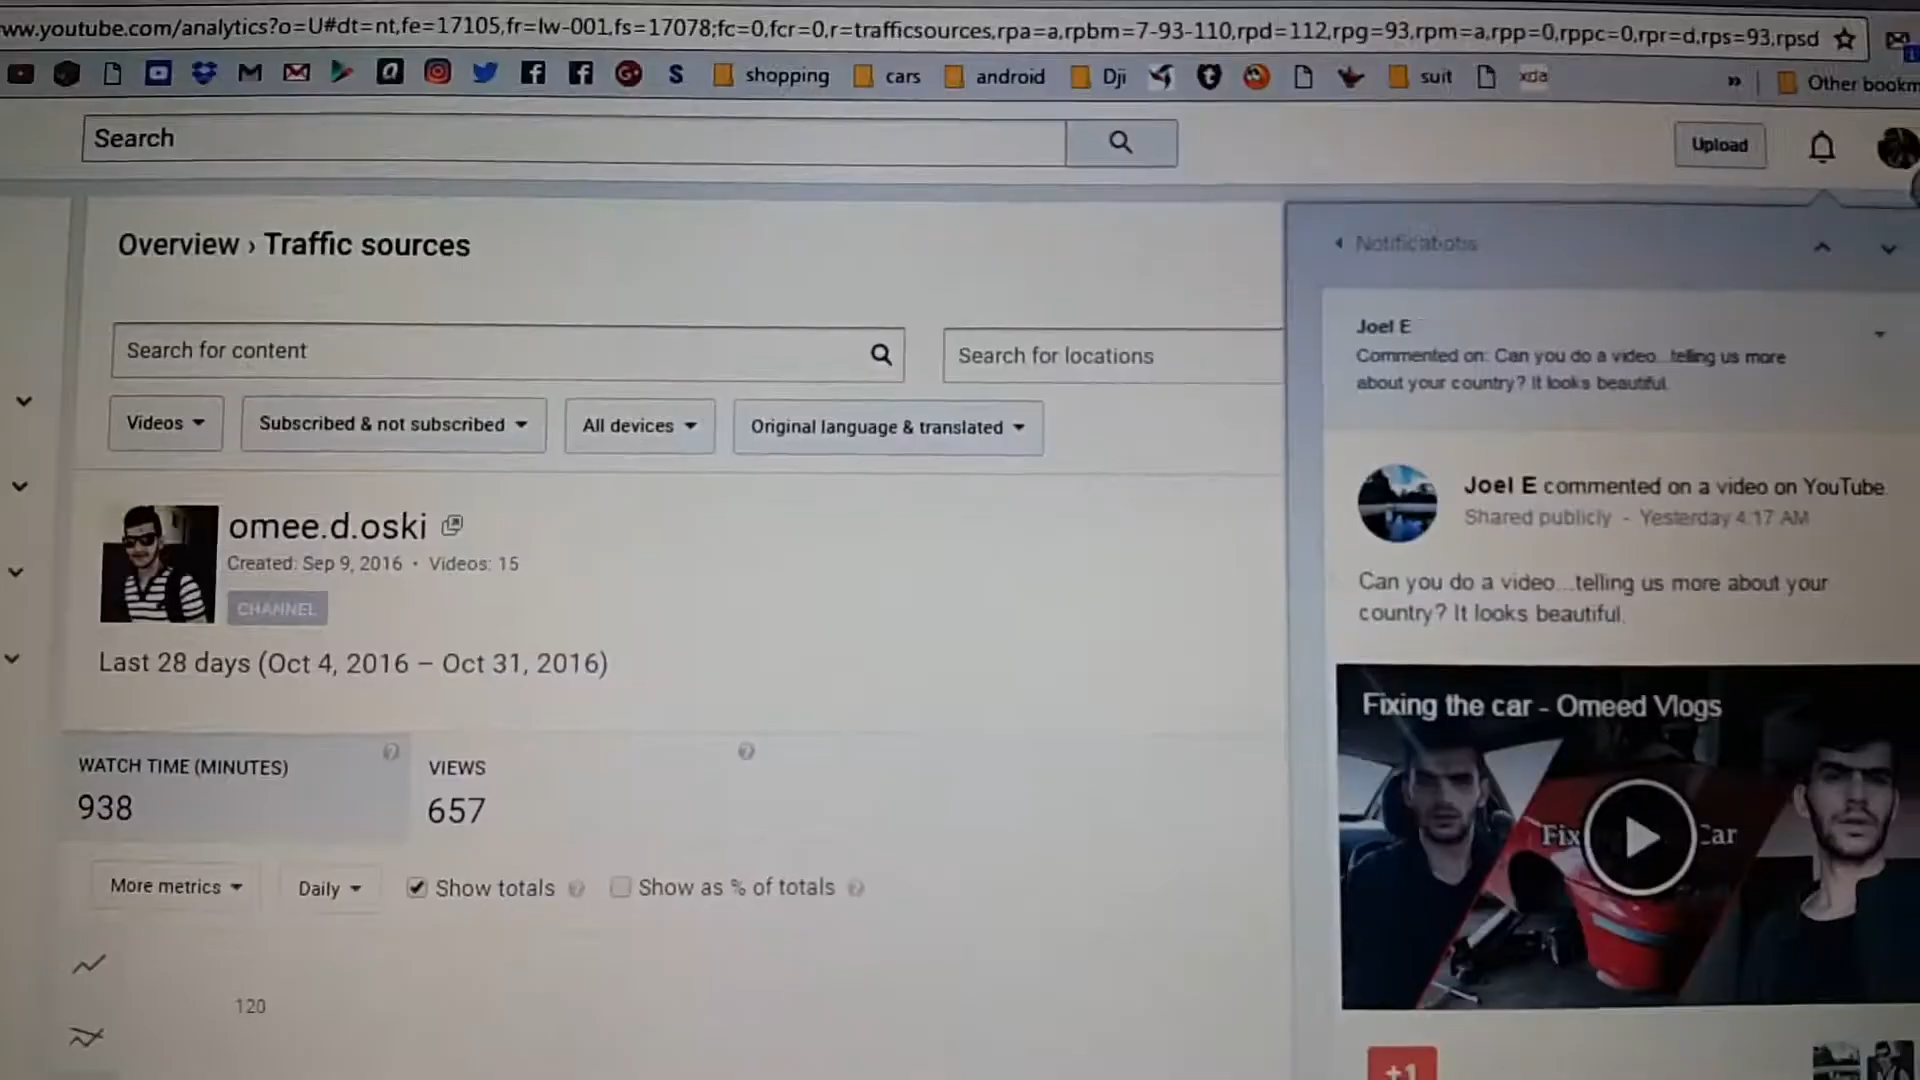 ww.youtube.com/analytics?o=U#dt=nt,fe=17105,fr=lw-001,fs=17078;fc=0,fcr=0,r=trafficsources,rpa=a,rpbm=7-93-110,rpd=112,rpg=93,rpm=a,rpp=0,rppc=0,rpr=d,rps=93,rpsd
shopping cars android Dji suit xda » Other bookm
Search
Upload
Overview › Traffic sources
Search for content
Search for locations
Videos
Subscribed & not subscribed
All devices
Original language & translated
omee.d.oski
Created: Sep 9, 2016 • Videos: 15
CHANNEL
Last 28 days (Oct 4, 2016 – Oct 31, 2016)
WATCH TIME (MINUTES)
938
VIEWS
657
More metrics
Daily
Show totals
Show as % of totals
120
Notifications
Joel E
Commented on: Can you do a video...telling us more
about your country? It looks beautiful.
Joel E commented on a video on YouTube.
Shared publicly - Yesterday 4:17 AM
Can you do a video...telling us more about your
country? It looks beautiful.
Fixing the car - Omeed Vlogs
Fix Car
+1